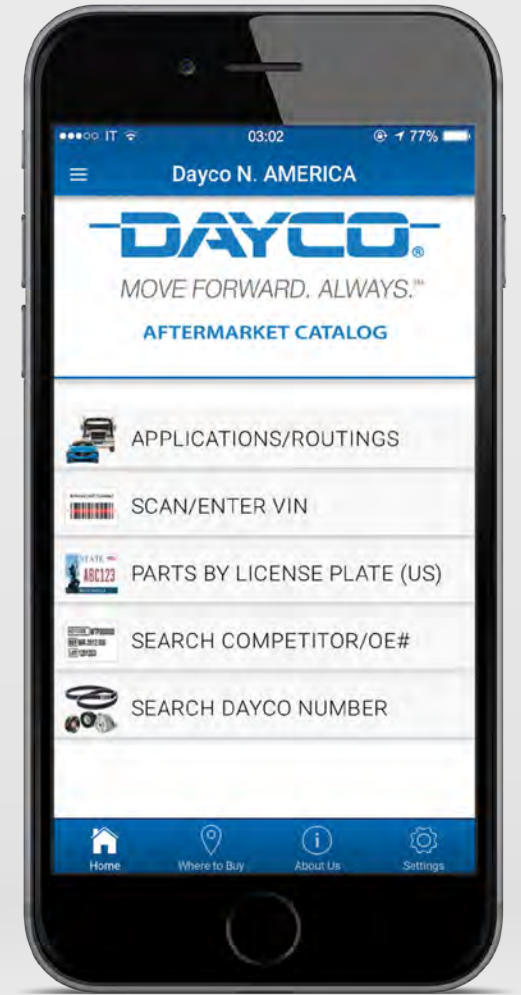 IT 03:02 77%
Dayco N. AMERICA
DAYCO®
MOVE FORWARD. ALWAYS.™
AFTERMARKET CATALOG
APPLICATIONS/ROUTINGS
SCAN/ENTER VIN
STATE
ABC123
PARTS BY LICENSE PLATE (US)
SEARCH COMPETITOR/OE#
SEARCH DAYCO NUMBER
Home Where to Buy About Us Settings